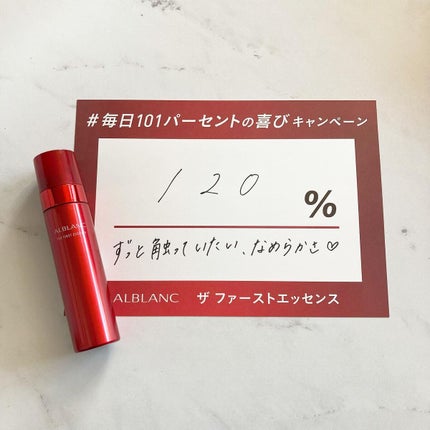 #毎日101パーセントの喜びキャンペーン
120
%
ずっと触っていたい、なめらかさ♡
ALBLANC ザ ファーストエッセンス
ALBLANC